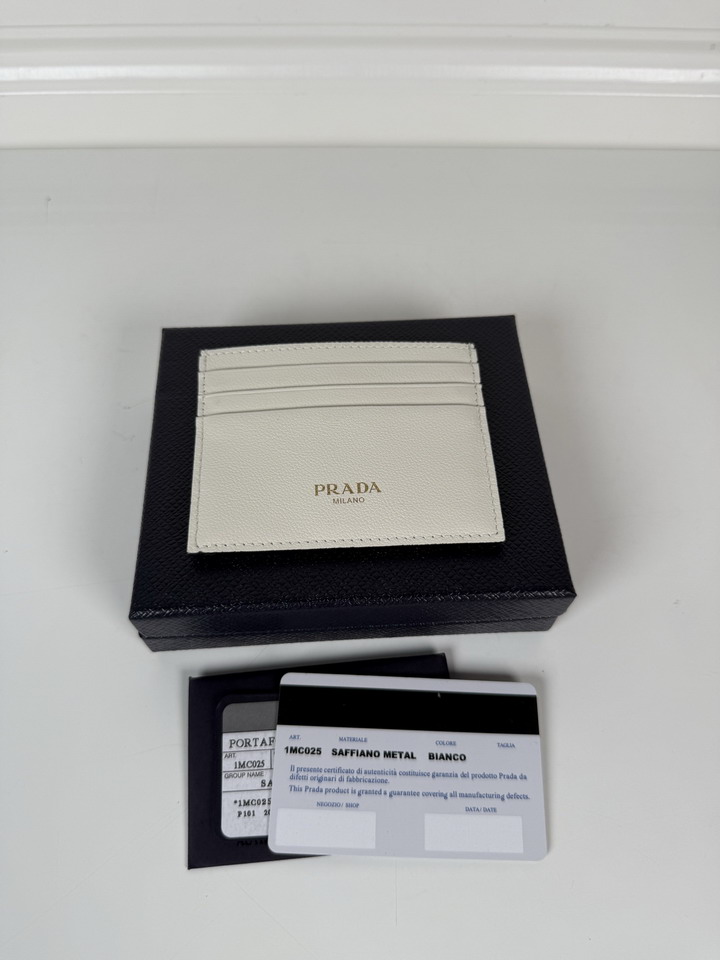 PRADA
MILANO
PORTAF
ART.
1MC025
GROUP NAME
SA
*1MC025
P101 20
ART. MATERIALE COLORE TAGLIA
1MC025 SAFFIANO METAL BIANCO
Il presente certificato di autenticità costituisce garanzia del prodotto Prada da
difetti originari di fabbricazione.
This Prada product is granted a guarantee covering all manufacturing defects.
NEGOZIO/ SHOP DATA/ DATE